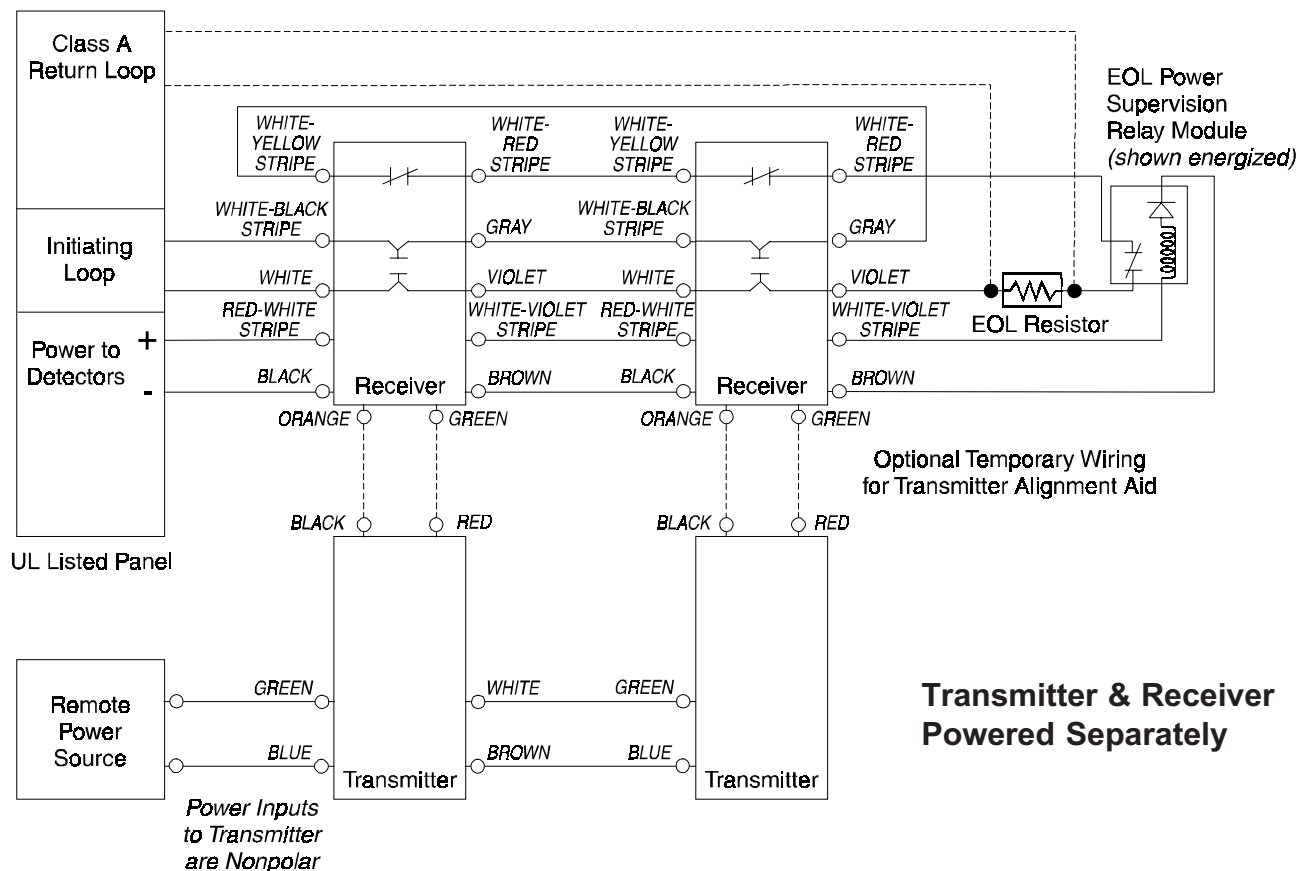 Class A
Return Loop
EOL Power
Supervision
Relay Module
(shown energized)
WHITE-
YELLOW
STRIPE
WHITE-
RED
STRIPE
WHITE-
YELLOW
STRIPE
WHITE-
RED
STRIPE
WHITE-BLACK
STRIPE
GRAY
WHITE-BLACK
STRIPE
GRAY
Initiating
Loop
WHITE
VIOLET
WHITE
VIOLET
RED-WHITE
STRIPE
WHITE-VIOLET
STRIPE
RED-WHITE
STRIPE
WHITE-VIOLET
STRIPE
EOL Resistor
Power to
Detectors
+
-
BLACK
Receiver
BROWN
BLACK
Receiver
BROWN
ORANGE
GREEN
ORANGE
GREEN
Optional Temporary Wiring
for Transmitter Alignment Aid
BLACK
RED
BLACK
RED
UL Listed Panel
Remote
Power
Source
GREEN
WHITE
GREEN
BLUE
BROWN
BLUE
Transmitter
Transmitter
Transmitter & Receiver
Powered Separately
Power Inputs
to Transmitter
are Nonpolar